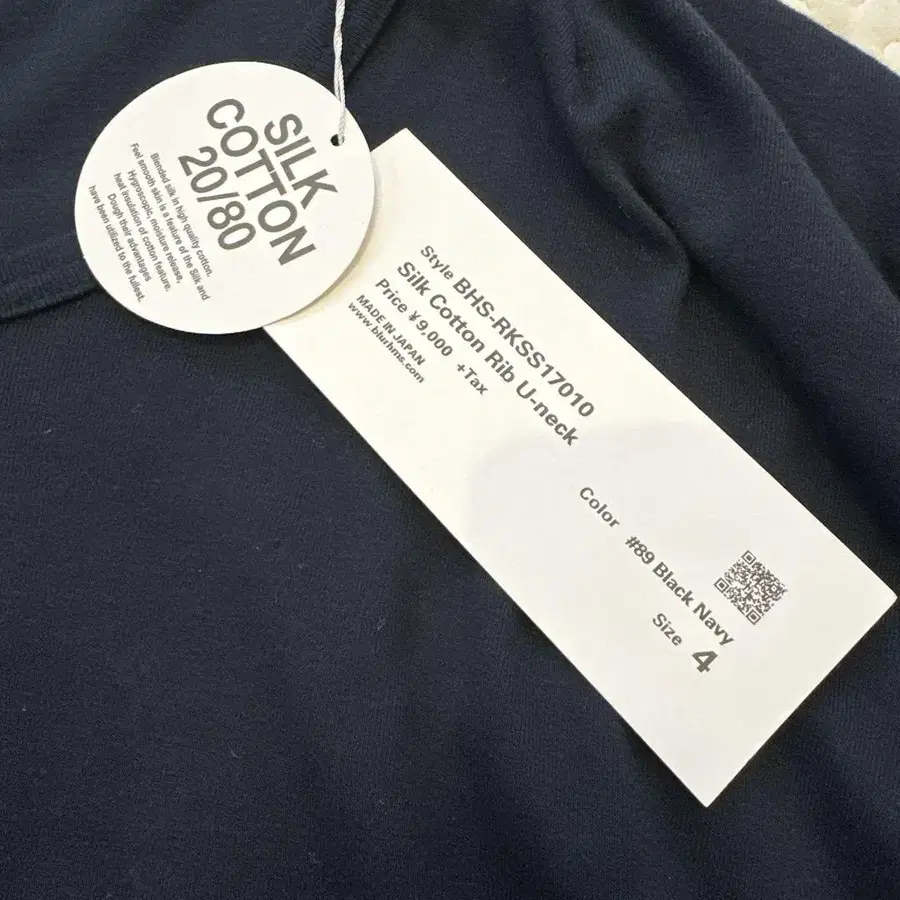 SILK
COTTON
20/80
Blended silk in high quality cotton.
Feel smooth skin is a feature of the Silk and
Hygroscopic, moisture release,
heat insulation of cotton feature.
Dough their advantages
have been utilized to the fullest.
Style BHS-RKSS17010
Silk Cotton Rib U-neck
Price ¥9,000 +Tax
MADE IN JAPAN
www.blurhms.com
Color #89 Black Navy
Size 4